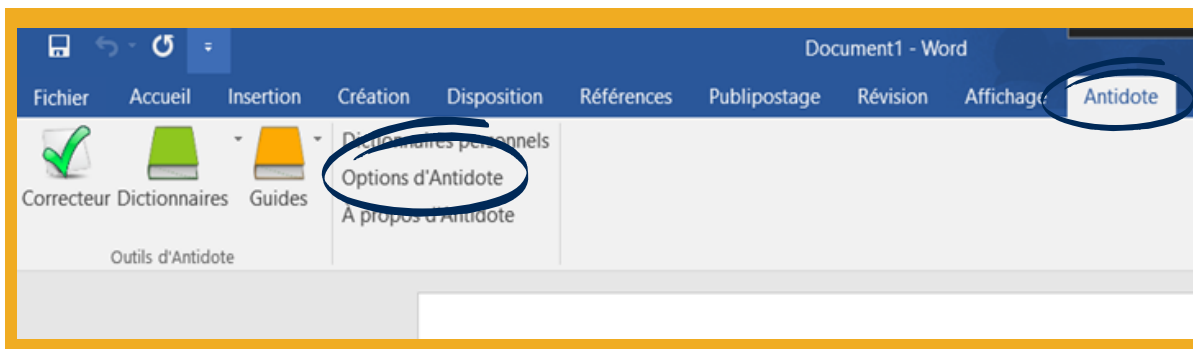 Document1 - Word
Fichier Accueil Insertion Création Disposition Références Publipostage Révision Affichage Antidote
Correcteur Dictionnaires Guides
Dictionnaires personnels
Options d'Antidote
À propos d'Antidote
Outils d'Antidote